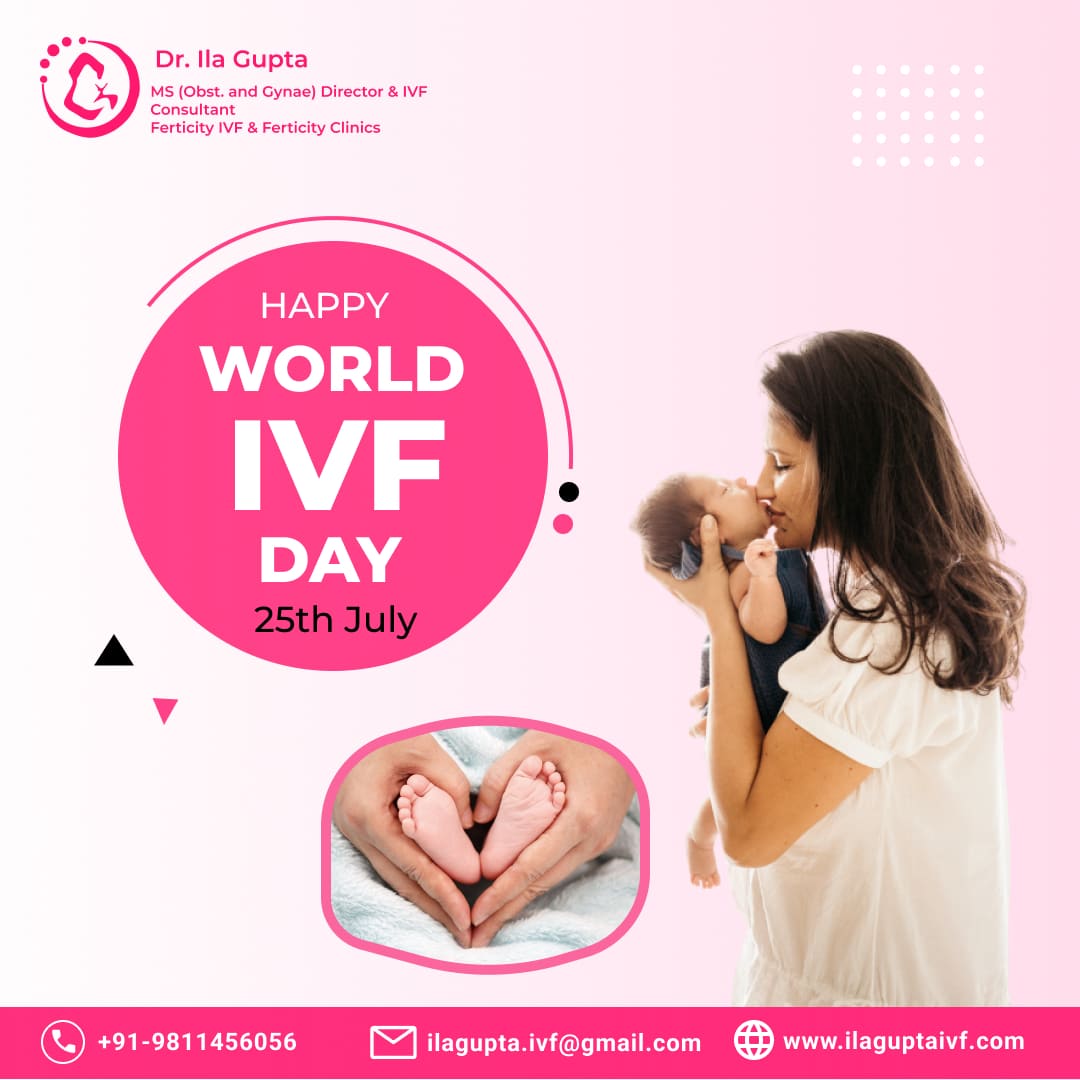 Dr. Ila Gupta
MS (Obst. and Gynae) Director & IVF
Consultant
Ferticity IVF & Ferticity Clinics
HAPPY
WORLD
IVF
DAY
25th July
+91-9811456056
ilagupta.ivf@gmail.com
www.ilaguptaivf.com